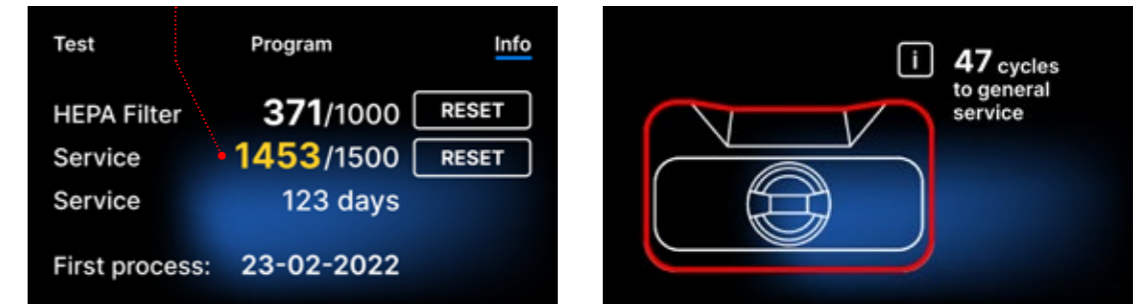 Test Program Info
HEPA Filter 371/1000 RESET
Service 1453/1500 RESET
Service 123 days
First process: 23-02-2022
i 47 cycles
to general
service